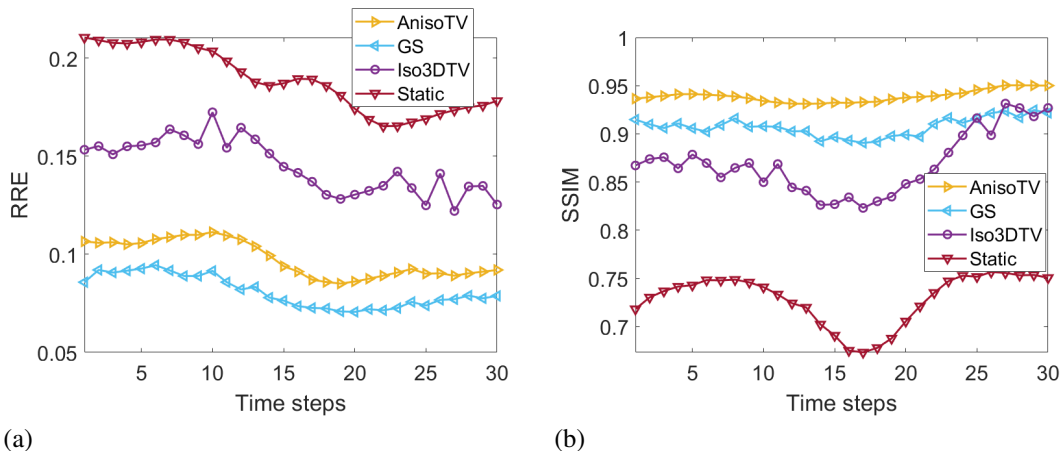 0.2
0.15
0.1
0.05
RRE
5 10 15 20 25 30
Time steps
AnisoTV
GS
Iso3DTV
Static
(a)
1
0.95
0.9
0.85
0.8
0.75
0.7
SSIM
5 10 15 20 25 30
Time steps
AnisoTV
GS
Iso3DTV
Static
(b)